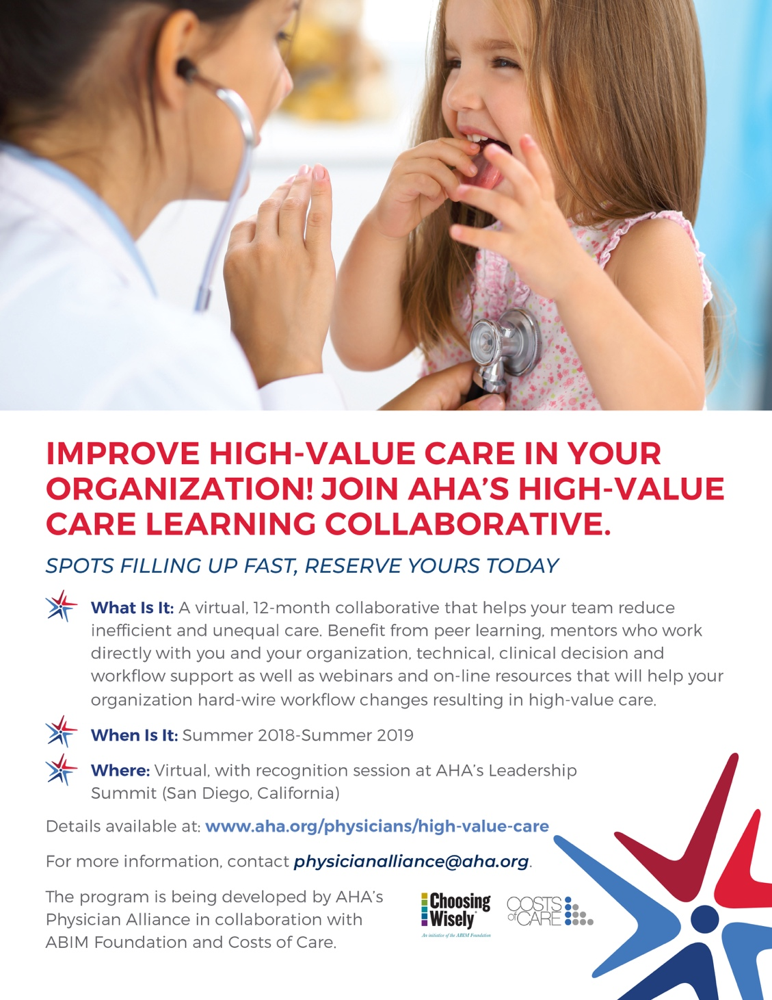 IMPROVE HIGH-VALUE CARE IN YOUR
ORGANIZATION! JOIN AHA’S HIGH-VALUE
CARE LEARNING COLLABORATIVE.
SPOTS FILLING UP FAST, RESERVE YOURS TODAY
What Is It: A virtual, 12-month collaborative that helps your team reduce
inefficient and unequal care. Benefit from peer learning, mentors who work
directly with you and your organization, technical, clinical decision and
workflow support as well as webinars and on-line resources that will help your
organization hard-wire workflow changes resulting in high-value care.
When Is It: Summer 2018-Summer 2019
Where: Virtual, with recognition session at AHA’s Leadership
Summit (San Diego, California)
Details available at: www.aha.org/physicians/high-value-care
For more information, contact physicianalliance@aha.org.
The program is being developed by AHA’s
Physician Alliance in collaboration with
ABIM Foundation and Costs of Care.
Choosing
Wisely®
An initiative of the ABIM Foundation
COSTS
of CARE